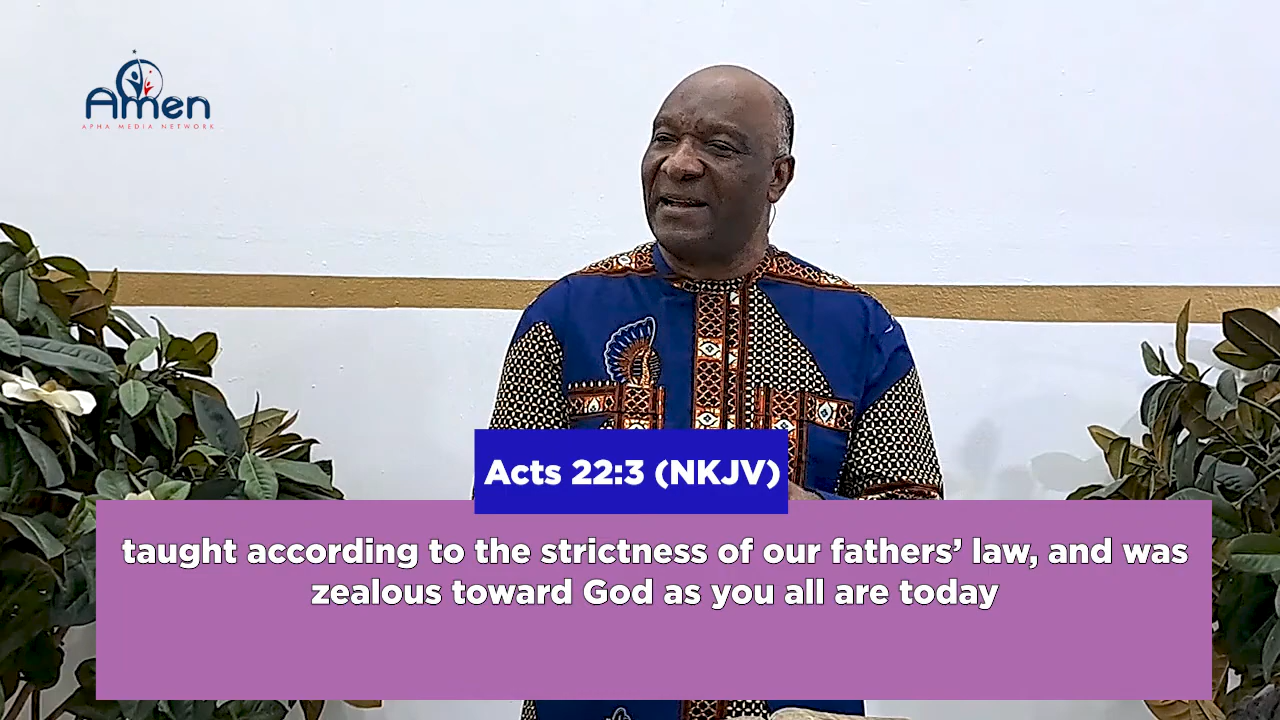 Amen
APHA MEDIA NETWORK
Acts 22:3 (NKJV)
taught according to the strictness of our fathers’ law, and was
zealous toward God as you all are today